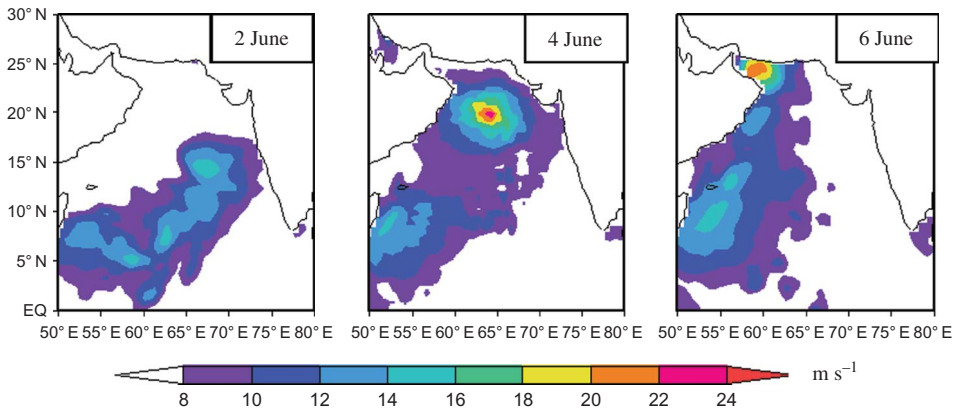 2 June
4 June
6 June
30° N
25° N
20° N
15° N
10° N
5° N
EQ
50° E 55° E 60° E 65° E 70° E 75° E 80° E
50° E 55° E 60° E 65° E 70° E 75° E 80° E
50° E 55° E 60° E 65° E 70° E 75° E 80° E
m s⁻¹
8 10 12 14 16 18 20 22 24